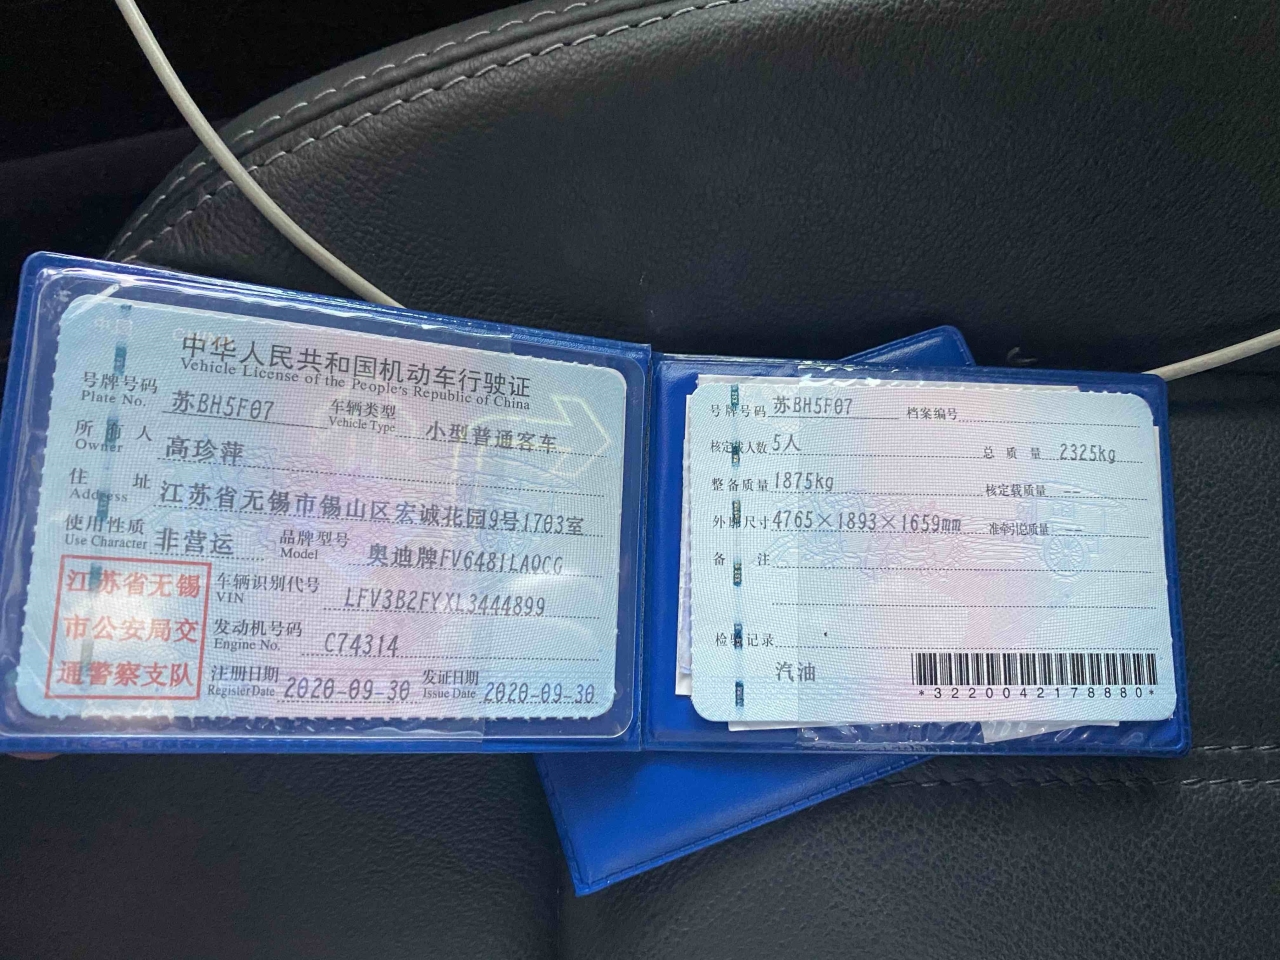 中华人民共和国机动车行驶证
Vehicle License of the People's Republic of China
号牌号码 苏BH5F07 车辆类型 小型普通客车
Plate No. Vehicle Type
所有人 高珍萍
Owner
住址 江苏省无锡市锡山区宏诚花园9号1703室
Address
使用性质 非营运 品牌型号 奥迪牌FV6481LAQCG
Use Character Model
江苏省无锡
市公安局交
通警察支队
车辆识别代号 LFV3B2FYXL3444899
VIN
发动机号码 C74314
Engine No.
注册日期 2020-09-30 发证日期 2020-09-30
Register Date Issue Date
号牌号码 苏BH5F07 档案编号
核定载人数 5人 总质量 2325kg
整备质量 1875kg 核定载质量 --
外廓尺寸 4765×1893×1659mm 准牵引总质量 --
备注
检验记录
汽油
*3220042178880*